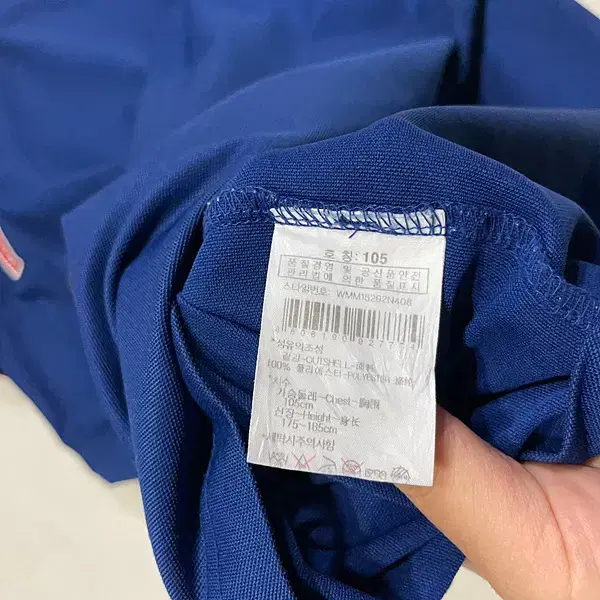 호 칭: 105
품질경영 및 공산품안전
관리법에 의한 품질표시
스타일번호: WMM15292N408
*섬유의조성
겉감-OUTSHELL-面料
100% 폴리에스터-POLYESTER
*치수
가슴둘레-Chest-胸围
105cm
신장-Height-身长
175~185cm
*세탁시주의사항